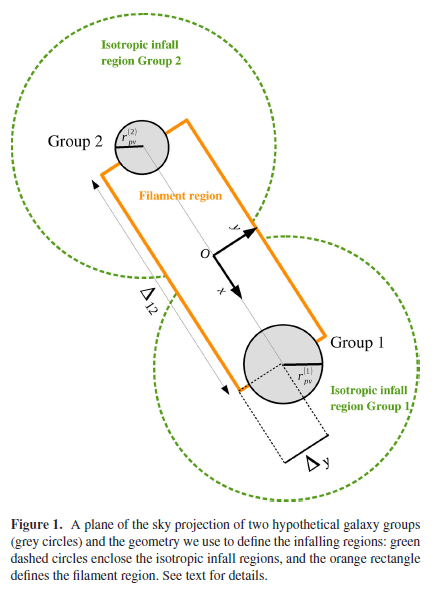 Isotropic infall
region Group 2
Group 2
r_pv^(2)
Filament region
y
O
x
Δ12
Group 1
r_pv^(1)
Isotropic infall
region Group 1
Δy
Figure 1. A plane of the sky projection of two hypothetical galaxy groups
(grey circles) and the geometry we use to define the infalling regions: green
dashed circles enclose the isotropic infall regions, and the orange rectangle
defines the filament region. See text for details.